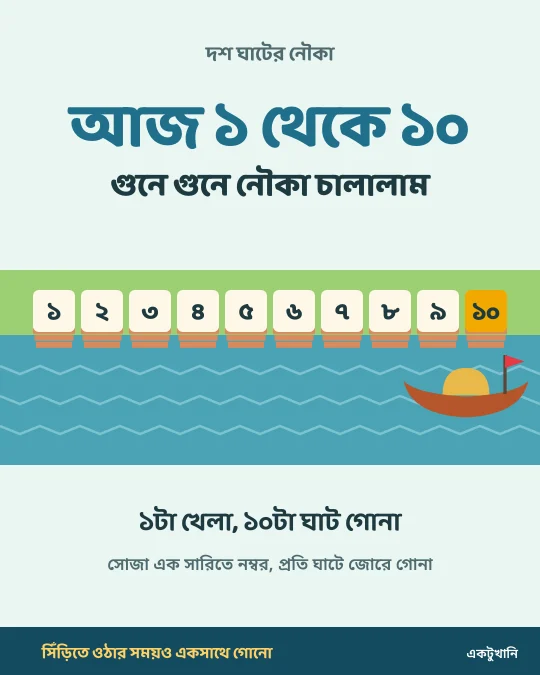 দশ ঘাটের নৌকা
আজ ১ থেকে ১০
গুনে গুনে নৌকা চালালাম
১ ২ ৩ ৪ ৫ ৬ ৭ ৮ ৯ ১০
১টা খেলা, ১০টা ঘাট গোনা
সোজা এক সারিতে নম্বর, প্রতি ঘাটে জোরে গোনা
সিঁড়িতে ওঠার সময়ও একসাথে গোনো
একটুখানি